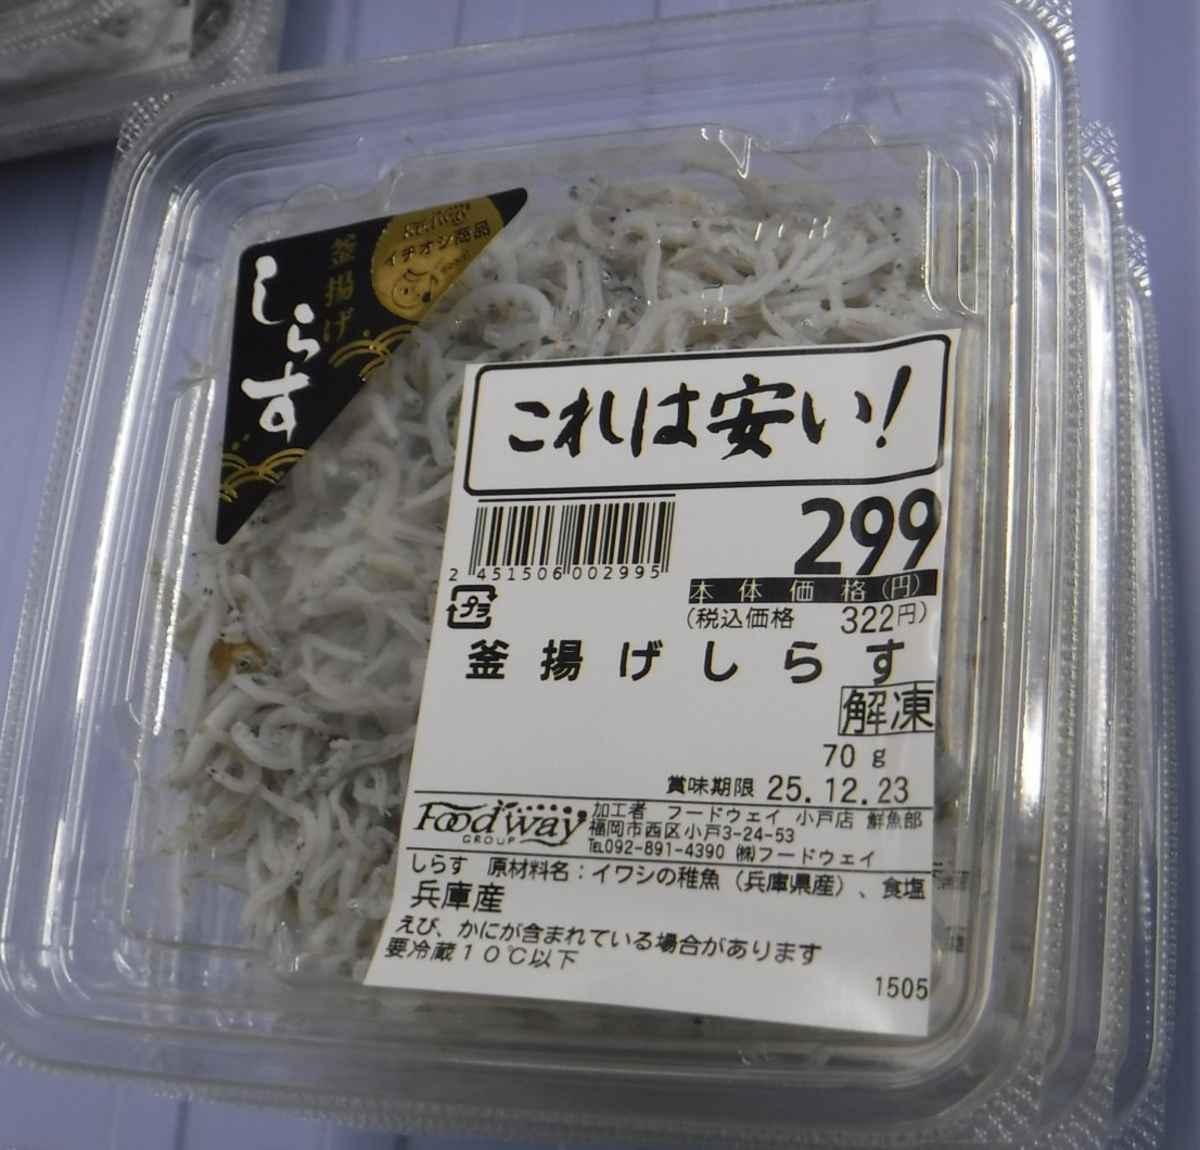 釜揚げ
しらす
イチオシ商品
これは安い!
299
2 451506 002995
本体価格(円)
(税込価格 322円)
プラ
釜揚げしらす
解凍
70g
賞味期限 25.12.23
Foodway
GROUP
加工者 フードウェイ 小戸店 鮮魚部
福岡市西区小戸3-24-53
TEL092-891-4390 ㈱フードウェイ
しらす 原材料名:イワシの稚魚(兵庫県産)、食塩
兵庫産
えび、かにが含まれている場合があります
要冷蔵10℃以下
1505